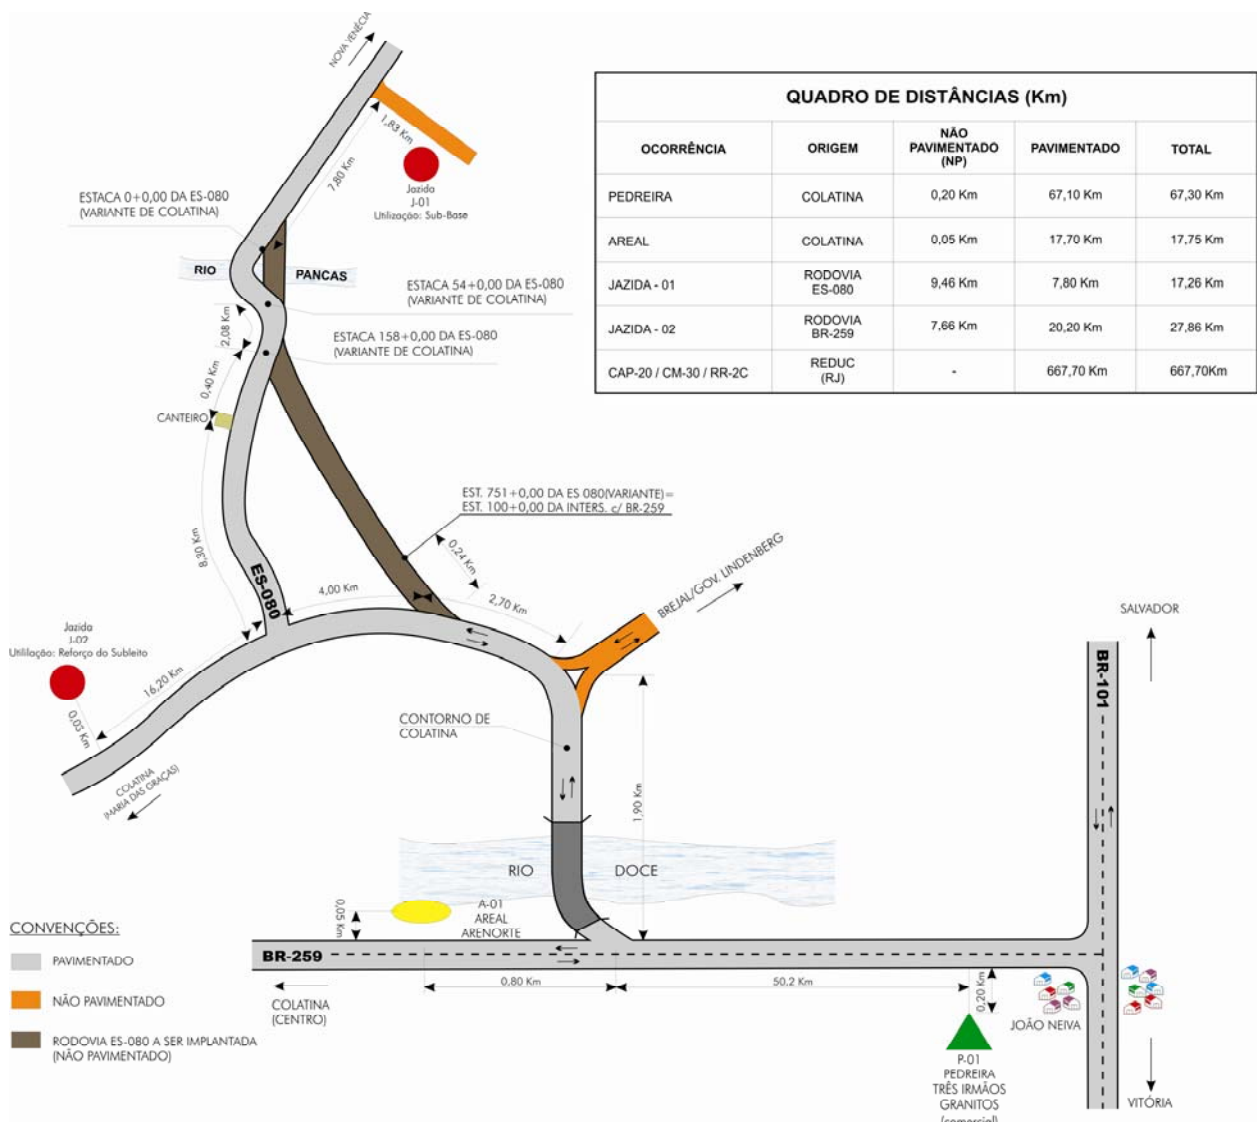 NOVA VENÉCIA
1,83 Km
7,80 Km
Jazida
J-01
Utilização: Sub-Base
ESTACA 0+0,00 DA ES-080
(VARIANTE DE COLATINA)
RIO
PANCAS
ESTACA 54+0,00 DA ES-080
(VARIANTE DE COLATINA)
2,08 Km
ESTACA 158+0,00 DA ES-080
(VARIANTE DE COLATINA)
0,40 Km
CANTEIRO
8,30 Km
ES-080
EST. 751+0,00 DA ES 080(VARIANTE)=
EST. 100+0,00 DA INTERS. c/ BR-259
0,24 Km
4,00 Km
2,70 Km
BREJAL/GOV. LINDENBERG
Jazida
J-02
Utililação: Reforço do Subleito
16,20 Km
0,03 Km
COLATINA
(MARIA DAS GRAÇAS)
CONTORNO DE
COLATINA
1,90 Km
RIO
DOCE
A-01
AREAL
ARENORTE
0,05 Km
BR-259
COLATINA
(CENTRO)
0,80 Km
50,2 Km
0,20 Km
P-01
PEDREIRA
TRÊS IRMÃOS
GRANITOS
(comercial)
JOÃO NEIVA
SALVADOR
BR-101
VITÓRIA
QUADRO DE DISTÂNCIAS (Km)
OCORRÊNCIA ORIGEM NÃO PAVIMENTADO (NP) PAVIMENTADO TOTAL
PEDREIRA COLATINA 0,20 Km 67,10 Km 67,30 Km
AREAL COLATINA 0,05 Km 17,70 Km 17,75 Km
JAZIDA - 01 RODOVIA ES-080 9,46 Km 7,80 Km 17,26 Km
JAZIDA - 02 RODOVIA BR-259 7,66 Km 20,20 Km 27,86 Km
CAP-20 / CM-30 / RR-2C REDUC (RJ) - 667,70 Km 667,70Km
CONVENÇÕES:
PAVIMENTADO
NÃO PAVIMENTADO
RODOVIA ES-080 A SER IMPLANTADA
(NÃO PAVIMENTADO)